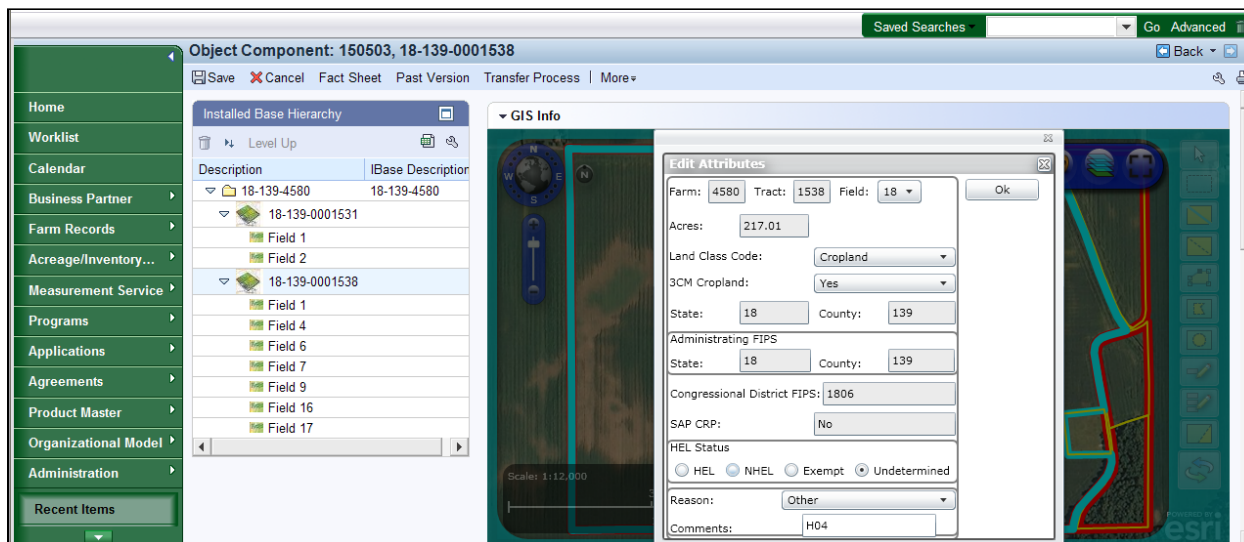 Saved Searches Go Advanced
Object Component: 150503, 18-139-0001538 Back
Save Cancel Fact Sheet Past Version Transfer Process | More
Home
Worklist
Calendar
Business Partner
Farm Records
Acreage/Inventory...
Measurement Service
Programs
Applications
Agreements
Product Master
Organizational Model
Administration
Recent Items
Installed Base Hierarchy
Level Up
Description IBase Description
18-139-4580 18-139-4580
18-139-0001531
Field 1
Field 2
18-139-0001538
Field 1
Field 4
Field 6
Field 7
Field 9
Field 16
Field 17
GIS Info
N
W E N
S
Scale: 1:12,000
Edit Attributes
Farm: 4580 Tract: 1538 Field: 18 Ok
Acres: 217.01
Land Class Code: Cropland
3CM Cropland: Yes
State: 18 County: 139
Administrating FIPS
State: 18 County: 139
Congressional District FIPS: 1806
SAP CRP: No
HEL Status
HEL NHEL Exempt Undetermined
Reason: Other
Comments: H04
POWERED BY
esri